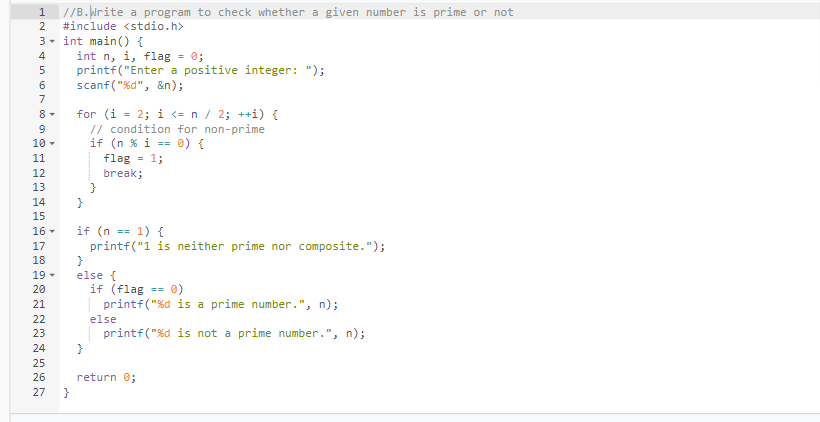 1 //B.Write a program to check whether a given number is prime or not
2 #include <stdio.h>
3 int main() {
4   int n, i, flag = 0;
5   printf("Enter a positive integer: ");
6   scanf("%d", &n);
7
8   for (i = 2; i <= n / 2; ++i) {
9     // condition for non-prime
10     if (n % i == 0) {
11       flag = 1;
12       break;
13     }
14   }
15
16   if (n == 1) {
17     printf("1 is neither prime nor composite.");
18   }
19   else {
20     if (flag == 0)
21       printf("%d is a prime number.", n);
22     else
23       printf("%d is not a prime number.", n);
24   }
25
26   return 0;
27 }